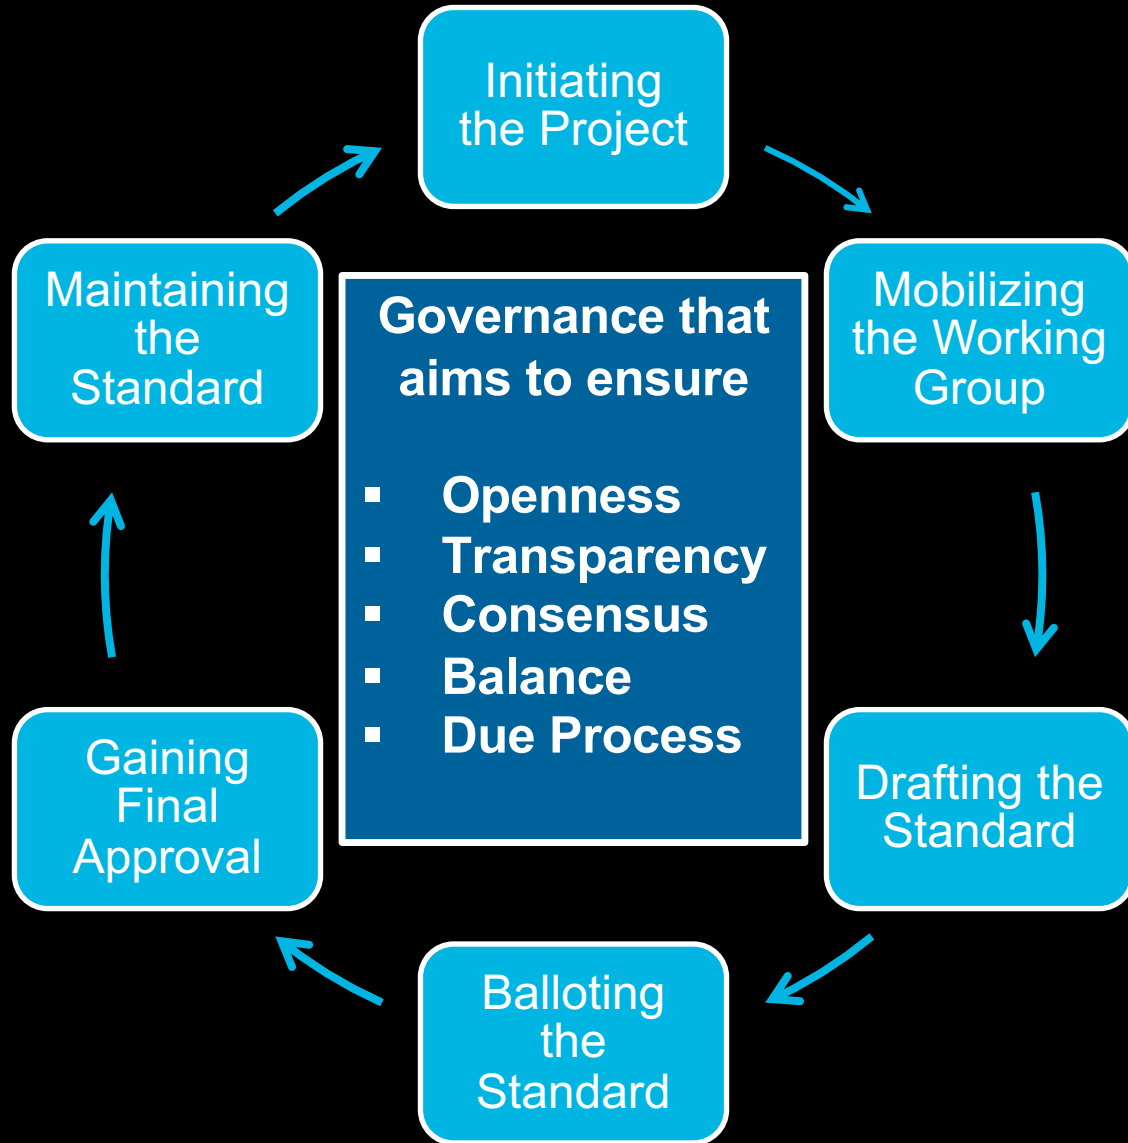 Initiating
the Project
Mobilizing
the Working
Group
Drafting the
Standard
Balloting
the
Standard
Gaining
Final
Approval
Maintaining
the
Standard
Governance that
aims to ensure
▪ Openness
▪ Transparency
▪ Consensus
▪ Balance
▪ Due Process